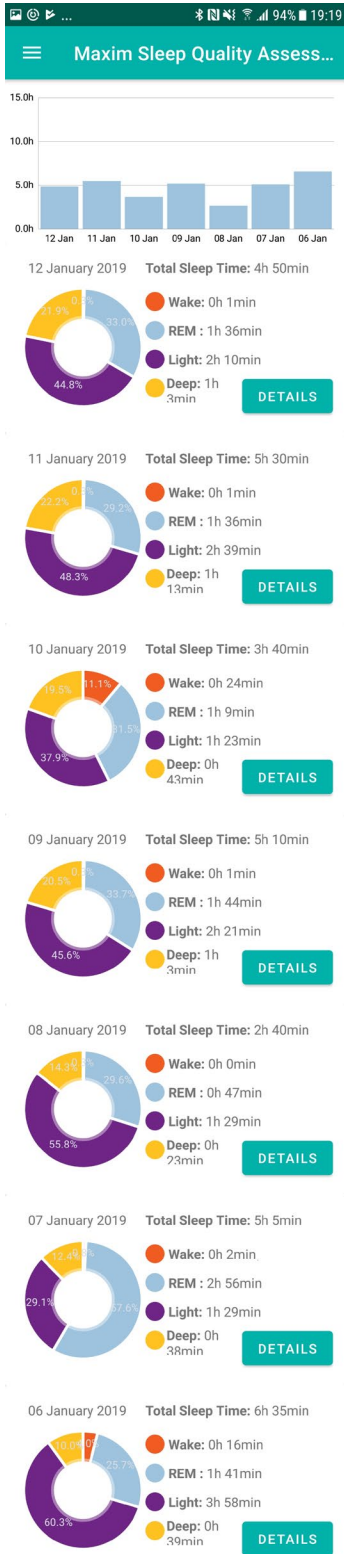 ... 94% 19:19
Maxim Sleep Quality Assess...
15.0h
10.0h
5.0h
0.0h
12 Jan 11 Jan 10 Jan 09 Jan 08 Jan 07 Jan 06 Jan
12 January 2019 Total Sleep Time: 4h 50min
21.9% 33.0% 44.8%
Wake: 0h 1min
REM : 1h 36min
Light: 2h 10min
Deep: 1h
3min
DETAILS
11 January 2019 Total Sleep Time: 5h 30min
22.2% 29.2% 48.3%
Wake: 0h 1min
REM : 1h 36min
Light: 2h 39min
Deep: 1h
13min
DETAILS
10 January 2019 Total Sleep Time: 3h 40min
19.5% 11.1% 31.5% 37.9%
Wake: 0h 24min
REM : 1h 9min
Light: 1h 23min
Deep: 0h
43min
DETAILS
09 January 2019 Total Sleep Time: 5h 10min
20.5% 33.7% 45.6%
Wake: 0h 1min
REM : 1h 44min
Light: 2h 21min
Deep: 1h
3min
DETAILS
08 January 2019 Total Sleep Time: 2h 40min
14.3% 29.6% 55.8%
Wake: 0h 0min
REM : 0h 47min
Light: 1h 29min
Deep: 0h
23min
DETAILS
07 January 2019 Total Sleep Time: 5h 5min
12.4% 57.6% 29.1%
Wake: 0h 2min
REM : 2h 56min
Light: 1h 29min
Deep: 0h
38min
DETAILS
06 January 2019 Total Sleep Time: 6h 35min
10.0% 25.7% 60.3%
Wake: 0h 16min
REM : 1h 41min
Light: 3h 58min
Deep: 0h
39min
DETAILS